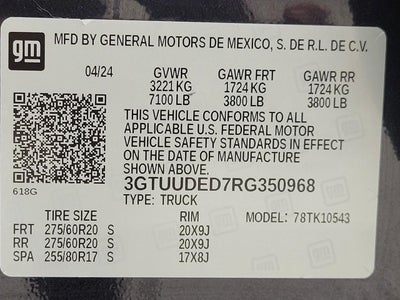 gm MFD BY GENERAL MOTORS DE MEXICO, S. DE R.L. DE C.V.
04/24 GVWR GAWR FRT GAWR RR
3221 KG 1724 KG 1724 KG
7100 LB 3800 LB 3800 LB
THIS VEHICLE CONFORMS TO ALL
APPLICABLE U.S. FEDERAL MOTOR
VEHICLE SAFETY STANDARDS IN EFFECT
ON THE DATE OF MANUFACTURE
SHOWN ABOVE.
618G 3GTUUDED7RG350968
TYPE: TRUCK
TIRE SIZE RIM MODEL: 78TK10543
FRT 275/60R20 S 20X9J
RR 275/60R20 S 20X9J
SPA 255/80R17 S 17X8J